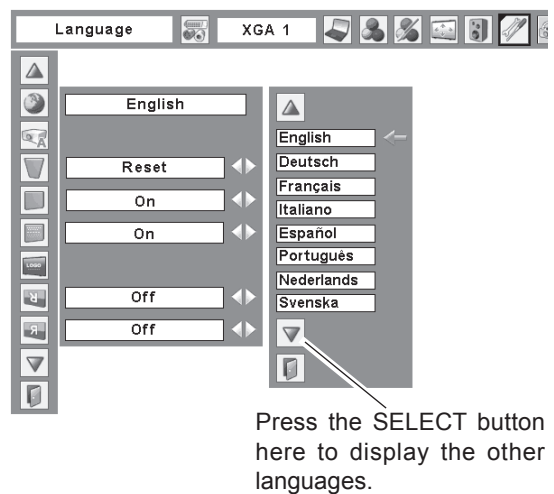 Language XGA 1
English
Reset
On
On
Off
Off
English
Deutsch
Français
Italiano
Español
Português
Nederlands
Svenska
LOGO
A
R
R
Press the SELECT button
here to display the other
languages.